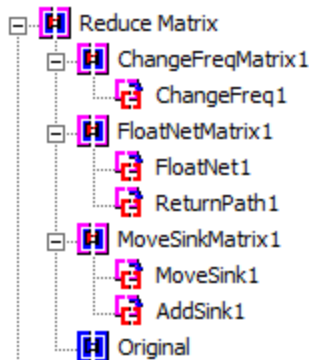 Reduce Matrix
ChangeFreqMatrix1
ChangeFreq1
FloatNetMatrix1
FloatNet1
ReturnPath1
MoveSinkMatrix1
MoveSink1
AddSink1
Original